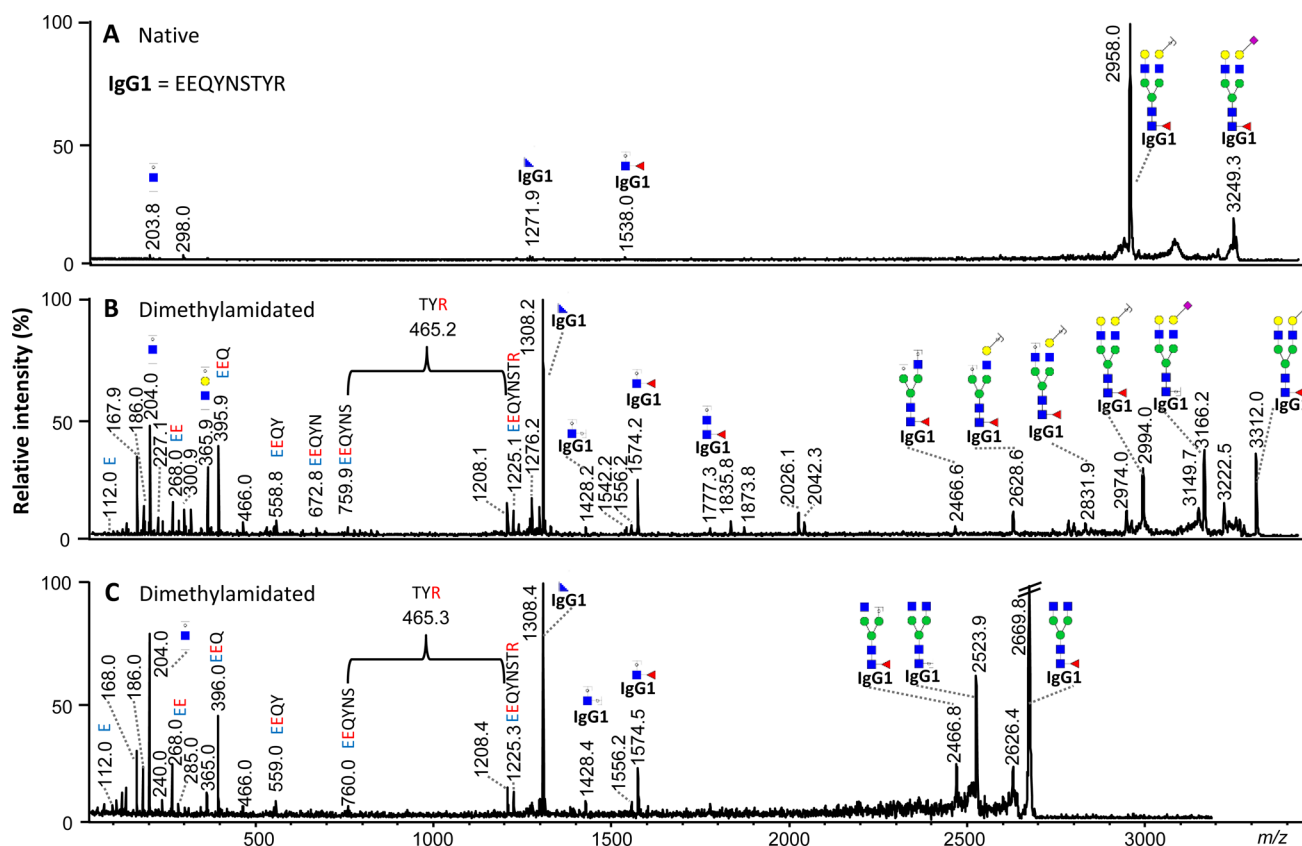 Relative intensity (%)
100
50
0
A Native
IgG1 = EEQYNSTYR
203.8
298.0
IgG1
1271.9
IgG1
1538.0
2958.0
IgG1
IgG1
3249.3
100
50
0
B Dimethylamidated
112.0 E
167.9
186.0
204.0
227.1
268.0 EE
300.9
365.9
395.9 EEQ
466.0
558.8 EEQY
672.8 EEQYN
759.9 EEQYNS
TYR
465.2
1208.1
1225.1 EEQYNSTR
1276.2
1308.2
IgG1
IgG1
1428.2
1542.2
1556.2
1574.2
IgG1
IgG1
1777.3
1835.8
1873.8
2026.1
2042.3
IgG1
2466.6
IgG1
2628.6
IgG1
2831.9
IgG1
2974.0
2994.0
IgG1
3149.7
3166.2
3222.5
3312.0
IgG1
100
50
0
C Dimethylamidated
112.0 E
168.0
186.0
204.0
240.0
268.0 EE
285.0
365.0
396.0 EEQ
466.0
559.0 EEQY
760.0 EEQYNS
TYR
465.3
1208.4
1225.3 EEQYNSTR
1308.4
IgG1
IgG1
1428.4
1556.2
1574.5
IgG1
IgG1
IgG1
2466.8
2523.9
2626.4
2669.8
IgG1
500
1000
1500
2000
2500
3000
m/z